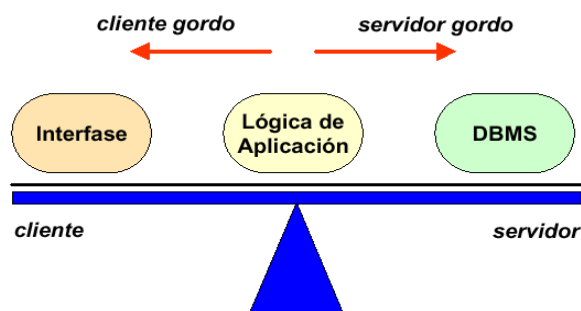 cliente gordo
servidor gordo
Interfase
Lógica de
Aplicación
DBMS
cliente
servidor